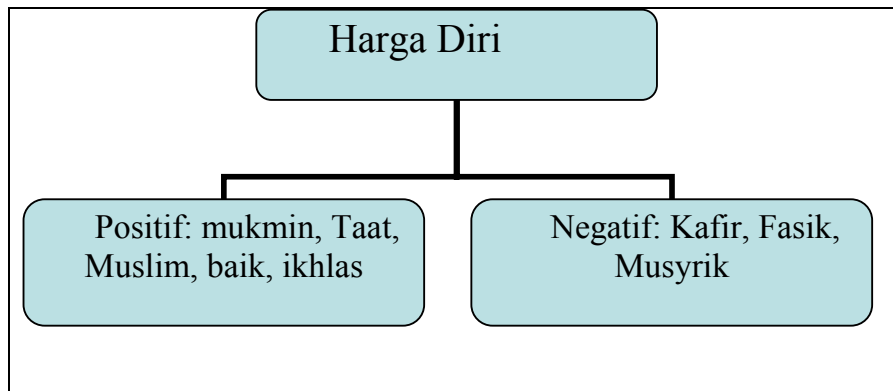 Harga Diri
Positif: mukmin, Taat,
Muslim, baik, ikhlas
Negatif: Kafir, Fasik,
Musyrik